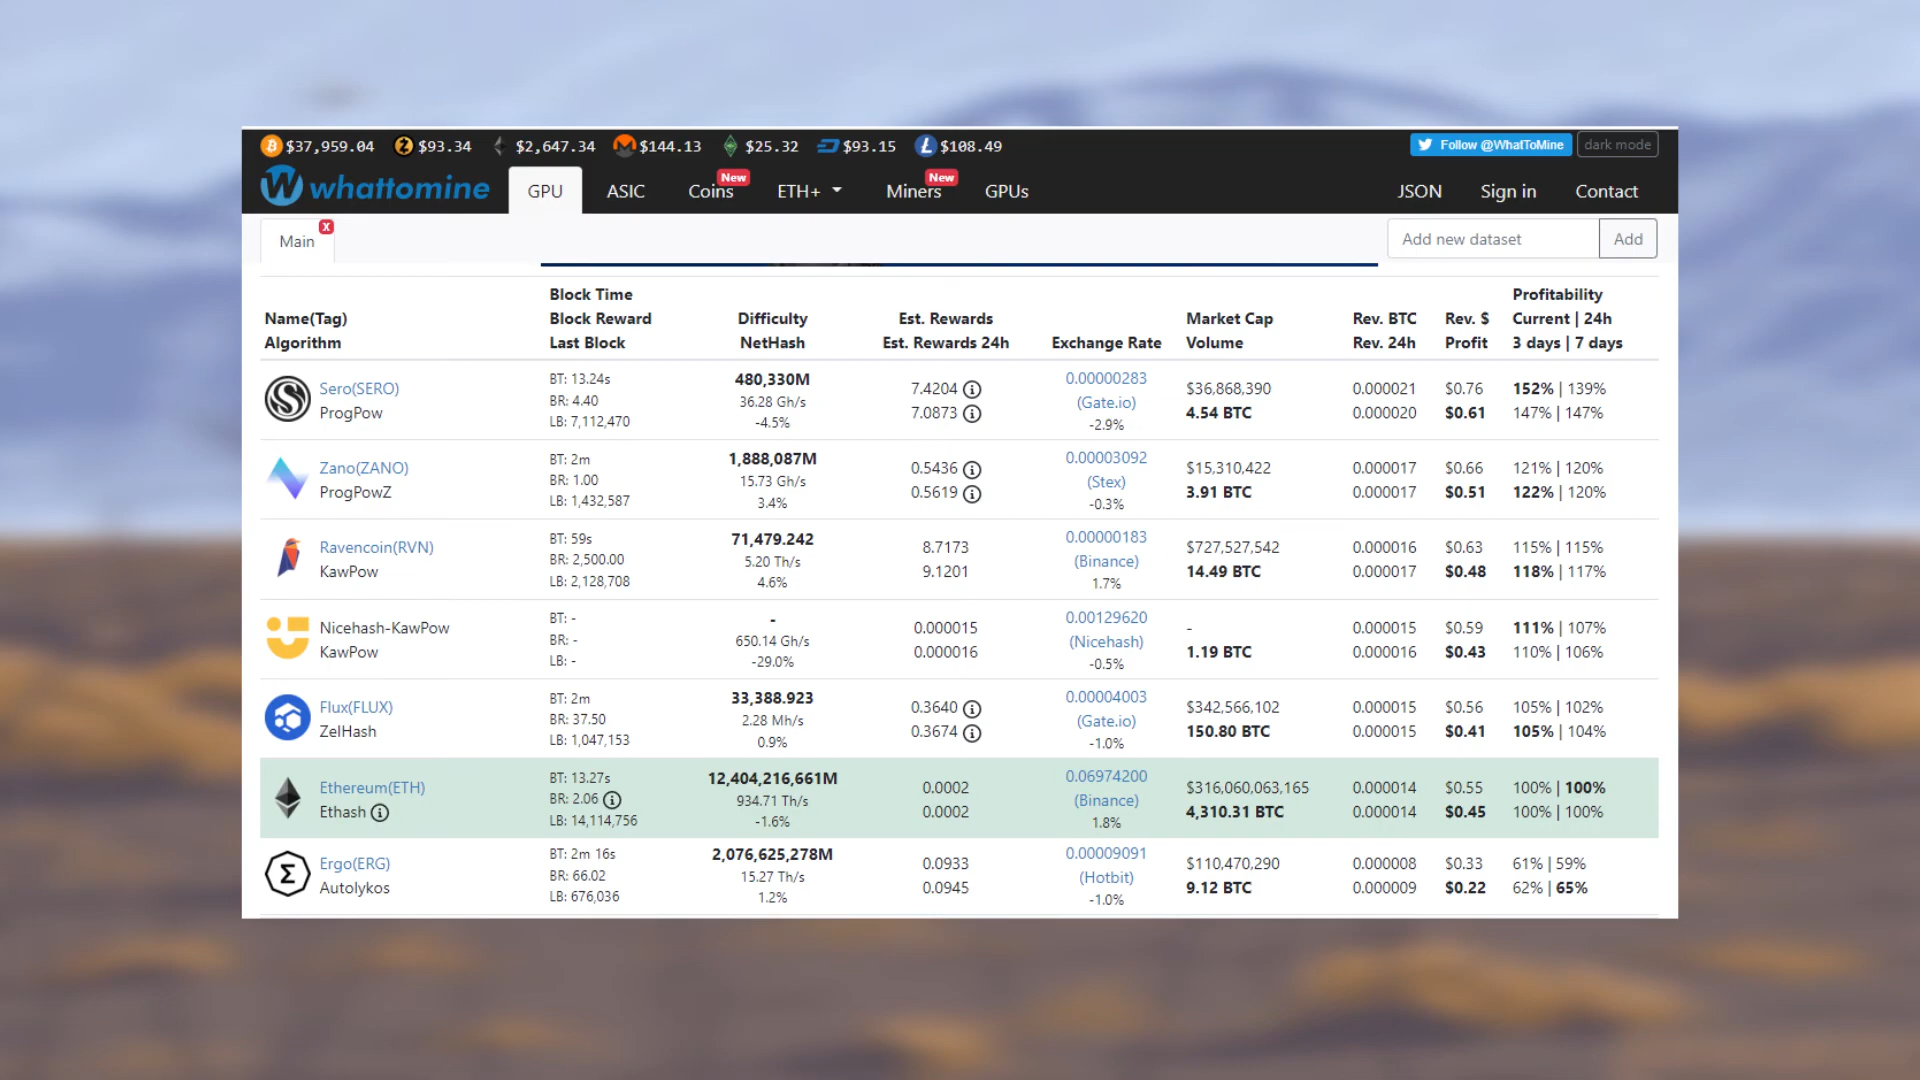 $37,959.04 $93.34 $2,647.34 $144.13 $25.32 $93.15 $108.49 Follow @WhatToMine dark mode
whattomine GPU ASIC Coins New ETH+ Miners New GPUs JSON Sign in Contact
Main x Add new dataset Add
Name(Tag) Algorithm Block Time Block Reward Last Block Difficulty NetHash Est. Rewards Est. Rewards 24h Exchange Rate Market Cap Volume Rev. BTC Rev. 24h Rev. $ Profit Profitability Current | 24h 3 days | 7 days
Sero(SERO) BT: 13.24s 480,330M 7.4204 0.00000283 $36,868,390 0.000021 $0.76 152% | 139%
ProgPow BR: 4.40 36.28 Gh/s 7.0873 (Gate.io) 4.54 BTC 0.000020 $0.61 147% | 147%
LB: 7,112,470 -4.5% -2.9%
Zano(ZANO) BT: 2m 1,888,087M 0.5436 0.00003092 $15,310,422 0.000017 $0.66 121% | 120%
ProgPowZ BR: 1.00 15.73 Gh/s 0.5619 (Stex) 3.91 BTC 0.000017 $0.51 122% | 120%
LB: 1,432,587 3.4% -0.3%
Ravencoin(RVN) BT: 59s 71,479.242 8.7173 0.00000183 $727,527,542 0.000016 $0.63 115% | 115%
KawPow BR: 2,500.00 5.20 Th/s 9.1201 (Binance) 14.49 BTC 0.000017 $0.48 118% | 117%
LB: 2,128,708 4.6% 1.7%
Nicehash-KawPow BT: - - 0.000015 0.00129620 - 0.000015 $0.59 111% | 107%
KawPow BR: - 650.14 Gh/s 0.000016 (Nicehash) 1.19 BTC 0.000016 $0.43 110% | 106%
LB: - -29.0% -0.5%
Flux(FLUX) BT: 2m 33,388.923 0.3640 0.00004003 $342,566,102 0.000015 $0.56 105% | 102%
ZelHash BR: 37.50 2.28 Mh/s 0.3674 (Gate.io) 150.80 BTC 0.000015 $0.41 105% | 104%
LB: 1,047,153 0.9% -1.0%
Ethereum(ETH) BT: 13.27s 12,404,216,661M 0.0002 0.06974200 $316,060,063,165 0.000014 $0.55 100% | 100%
Ethash BR: 2.06 934.71 Th/s 0.0002 (Binance) 4,310.31 BTC 0.000014 $0.45 100% | 100%
LB: 14,114,756 -1.6% 1.8%
Ergo(ERG) BT: 2m 16s 2,076,625,278M 0.0933 0.00009091 $110,470,290 0.000008 $0.33 61% | 59%
Autolykos BR: 66.02 15.27 Th/s 0.0945 (Hotbit) 9.12 BTC 0.000009 $0.22 62% | 65%
LB: 676,036 1.2% -1.0%